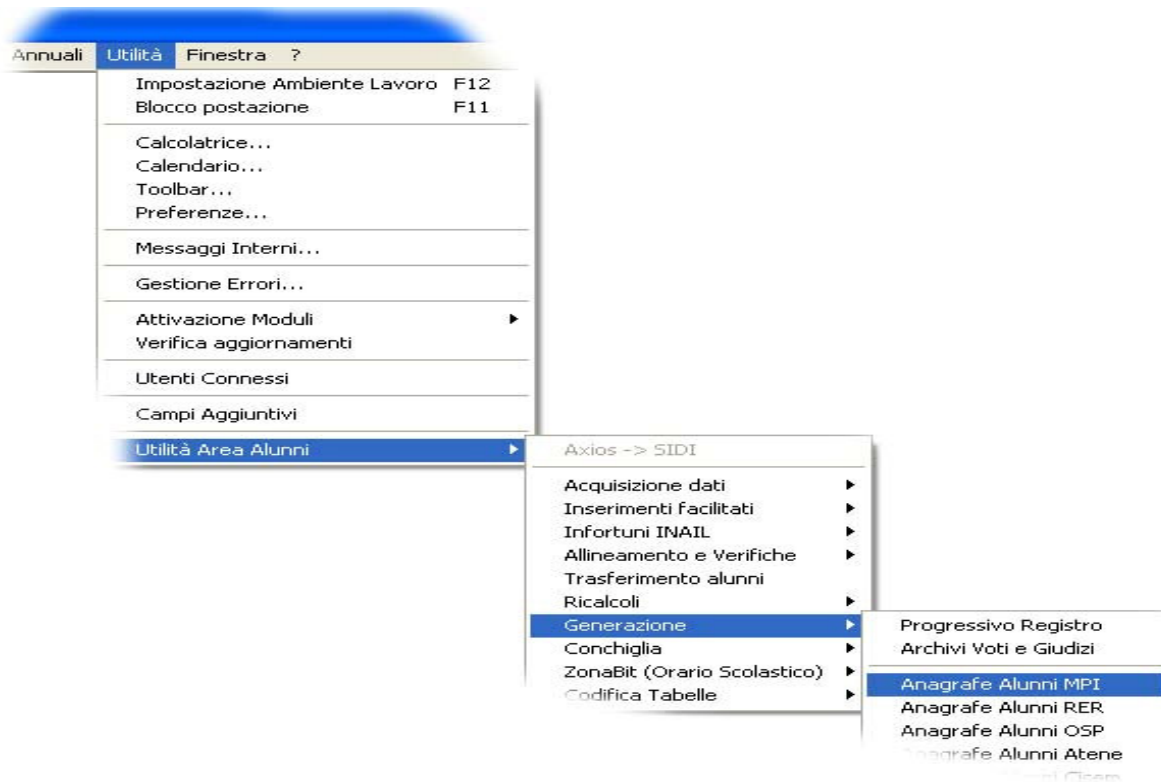 Annuali Utilità Finestra ?
Impostazione Ambiente Lavoro F12
Blocco postazione F11
Calcolatrice...
Calendario...
Toolbar...
Preferenze...
Messaggi Interni...
Gestione Errori...
Attivazione Moduli
Verifica aggiornamenti
Utenti Connessi
Campi Aggiuntivi
Utilità Area Alunni
Axios -> SIDI
Acquisizione dati
Inserimenti facilitati
Infortuni INAIL
Allineamento e Verifiche
Trasferimento alunni
Ricalcoli
Generazione
Conchiglia
ZonaBit (Orario Scolastico)
Codifica Tabelle
Progressivo Registro
Archivi Voti e Giudizi
Anagrafe Alunni MPI
Anagrafe Alunni RER
Anagrafe Alunni OSP
Anagrafe Alunni Atene